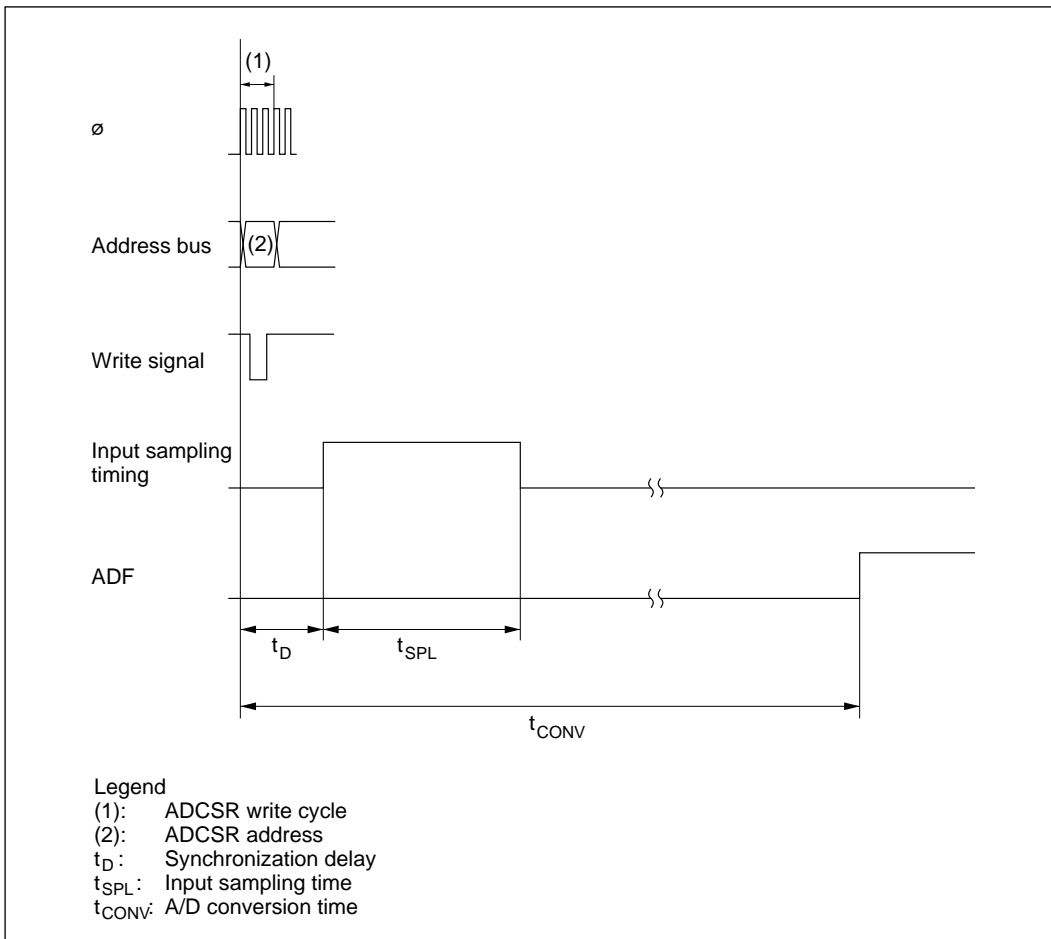 (1)
ø
Address bus
(2)
Write signal
Input sampling
timing
ADF
tD
tSPL
tCONV
Legend
(1): ADCSR write cycle
(2): ADCSR address
tD : Synchronization delay
tSPL : Input sampling time
tCONV: A/D conversion time